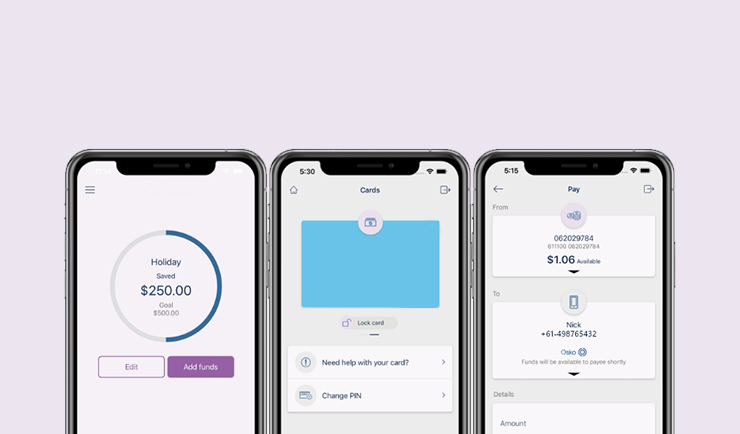 Holiday
Saved
$250.00
Goal
$500.00
Edit
Add funds
5:30
Cards
Lock card
Need help with your card?
Change PIN
5:15
Pay
From
062029784
611100 062029784
$1.06 Available
To
Nick
+61-498765432
Osko
Funds will be available to payee shortly
Details
Amount